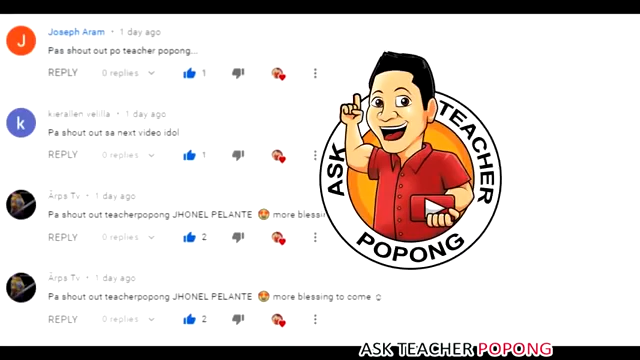 J
Joseph Aram • 1 day ago
Pas shout out po teacher popong...
REPLY 0 replies 1
k
kierallen velilla • 1 day ago
Pa shout out sa next video idol
REPLY 0 replies 1
Arps Tv • 1 day ago
Pa shout out teacherpopong JHONEL PELANTE 😍 more blessin
REPLY 0 replies 2
Arps Tv • 1 day ago
Pa shout out teacherpopong JHONEL PELANTE 😍 more blessing to come
REPLY 0 replies 2
ASK TEACHER
POPONG
ASK TEACHER POPONG